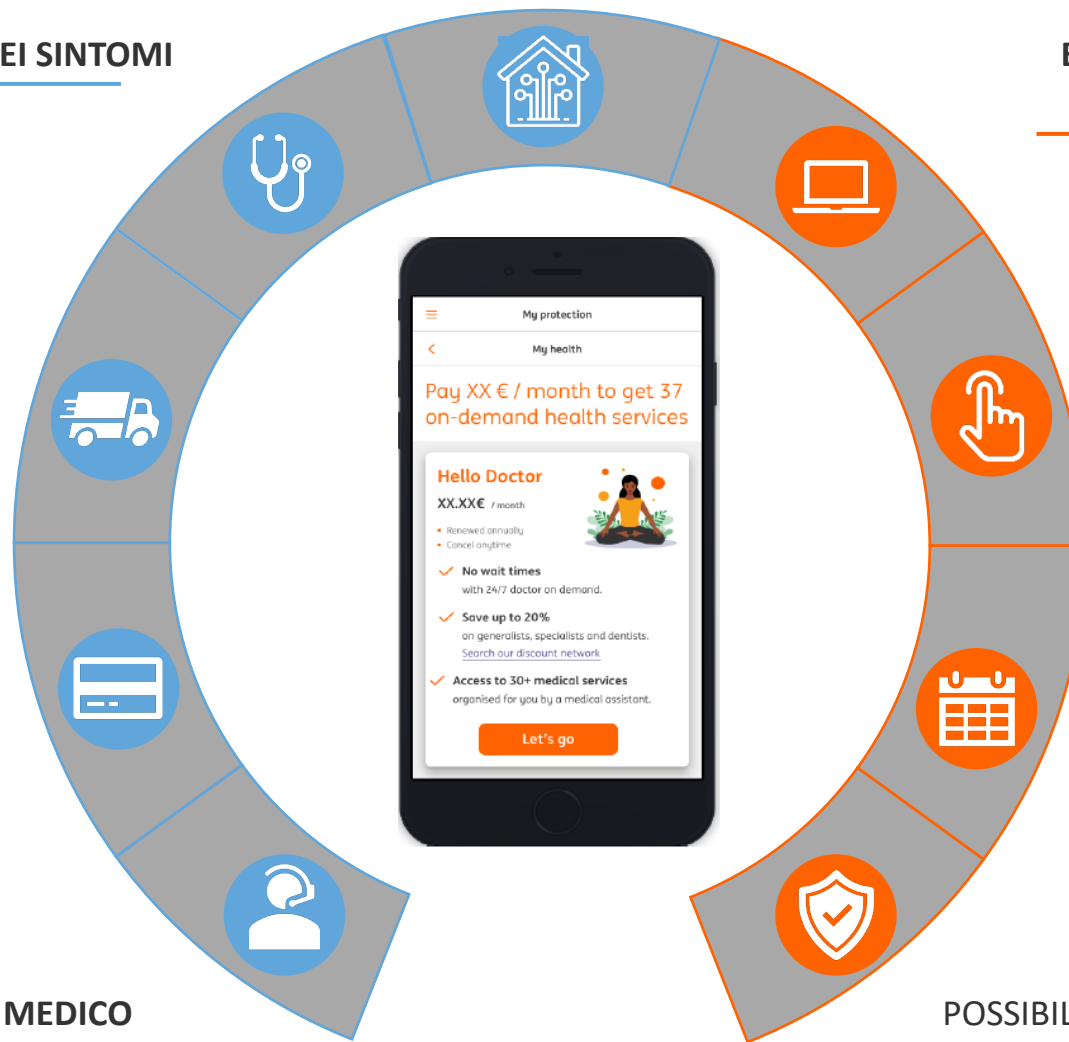 EI SINTOMI
E
My protection
My health
Pay XX € / month to get 37
on-demand health services
Hello Doctor
XX.XX€ / month
Renewed annually
Cancel anytime
No wait times
with 24/7 doctor on demand.
Save up to 20%
on generalists, specialists and dentists.
Search our discount network
Access to 30+ medical services
organised for you by a medical assistant.
Let's go
MEDICO
POSSIBIL